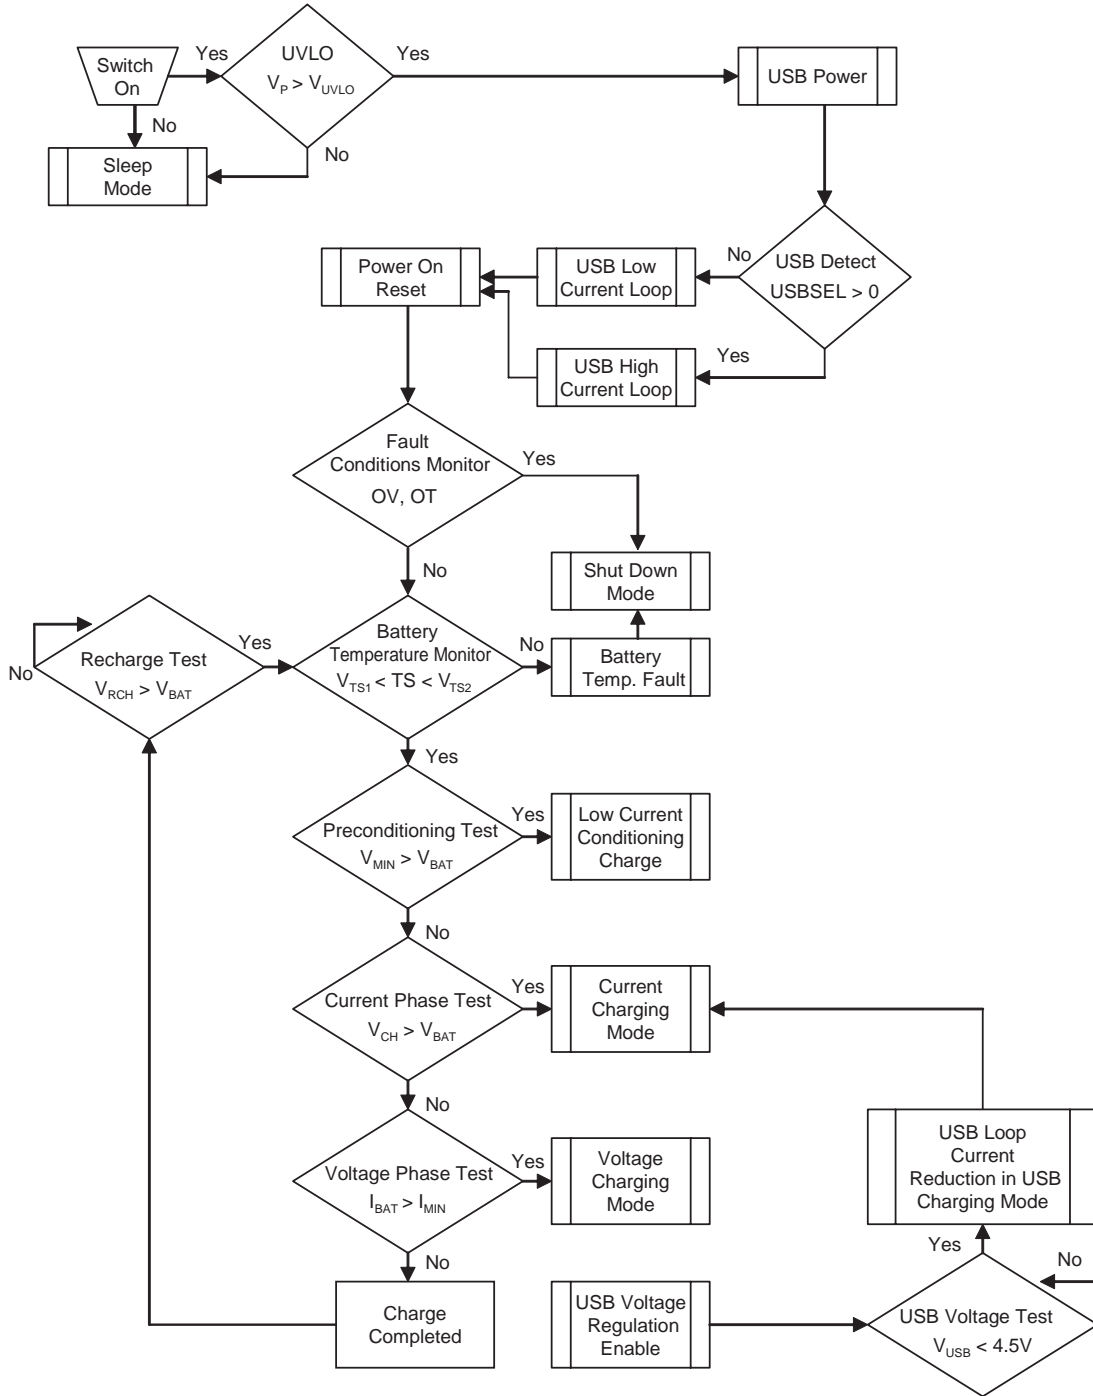 Switch
On
Yes
UVLO
V_P > V_UVLO
Yes
USB Power
No
No
Sleep
Mode
USB Detect
USBSEL > 0
No
USB Low
Current Loop
Power On
Reset
Yes
USB High
Current Loop
Fault
Conditions Monitor
OV, OT
Yes
Shut Down
Mode
No
Battery
Temperature Monitor
V_TS1 < TS < V_TS2
No
Battery
Temp. Fault
Yes
Recharge Test
V_RCH > V_BAT
No
Yes
Preconditioning Test
V_MIN > V_BAT
Yes
Low Current
Conditioning
Charge
No
Current Phase Test
V_CH > V_BAT
Yes
Current
Charging
Mode
No
Voltage Phase Test
I_BAT > I_MIN
Yes
Voltage
Charging
Mode
USB Loop
Current
Reduction in USB
Charging Mode
Yes
No
No
Charge
Completed
USB Voltage
Regulation
Enable
USB Voltage Test
V_USB < 4.5V